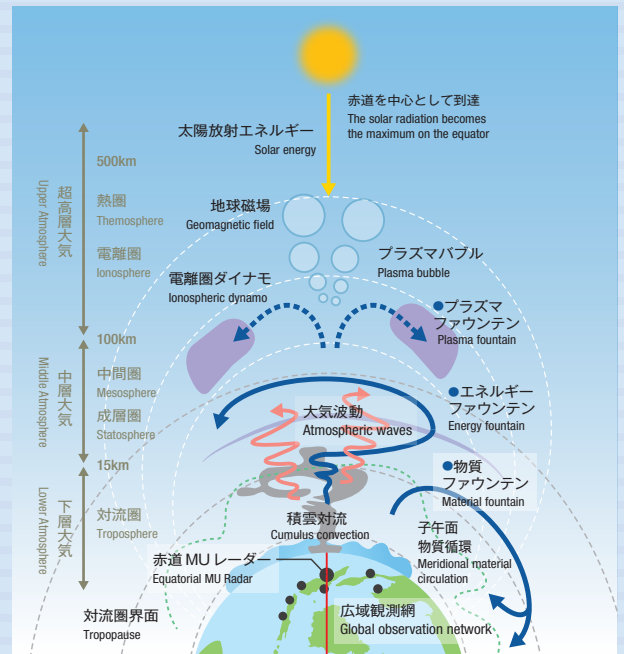 赤道を中心として到達
The solar radiation becomes
the maximum on the equator
太陽放射エネルギー
Solar energy
500km
超高層大気
Upper Atmosphere
熱圏
Themosphere
地球磁場
Geomagnetic field
電離圏
Ionosphere
プラズマバブル
Plasma bubble
電離圏ダイナモ
Ionospheric dynamo
●プラズマ
ファウンテン
Plasma fountain
100km
中層大気
Middle Atmosphere
中間圏
Mesosphere
成層圏
Statosphere
●エネルギー
ファウンテン
Energy fountain
大気波動
Atmospheric waves
15km
●物質
ファウンテン
Material fountain
下層大気
Lower Atmosphere
対流圏
Troposphere
積雲対流
Cumulus convection
子午面
物質循環
Meridional material
circulation
赤道 MU レーダー
Equatorial MU Radar
対流圏界面
Tropopause
広域観測網
Global observation network